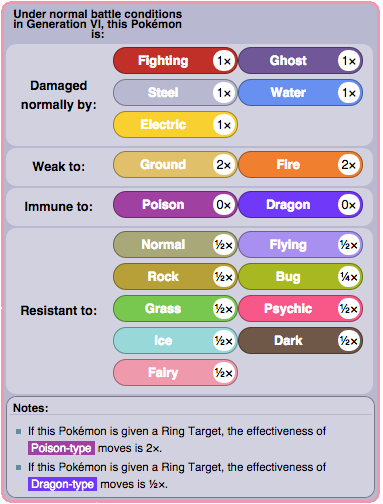 Under normal battle conditions
in Generation VI, this Pokémon
is:
Damaged
normally by:
Fighting 1× Ghost 1×
Steel 1× Water 1×
Electric 1×
Weak to:
Ground 2× Fire 2×
Immune to:
Poison 0× Dragon 0×
Resistant to:
Normal ½× Flying ½×
Rock ½× Bug ¼×
Grass ½× Psychic ½×
Ice ½× Dark ½×
Fairy ½×
Notes:
If this Pokémon is given a Ring Target, the effectiveness of
Poison-type moves is 2×.
If this Pokémon is given a Ring Target, the effectiveness of
Dragon-type moves is ½×.